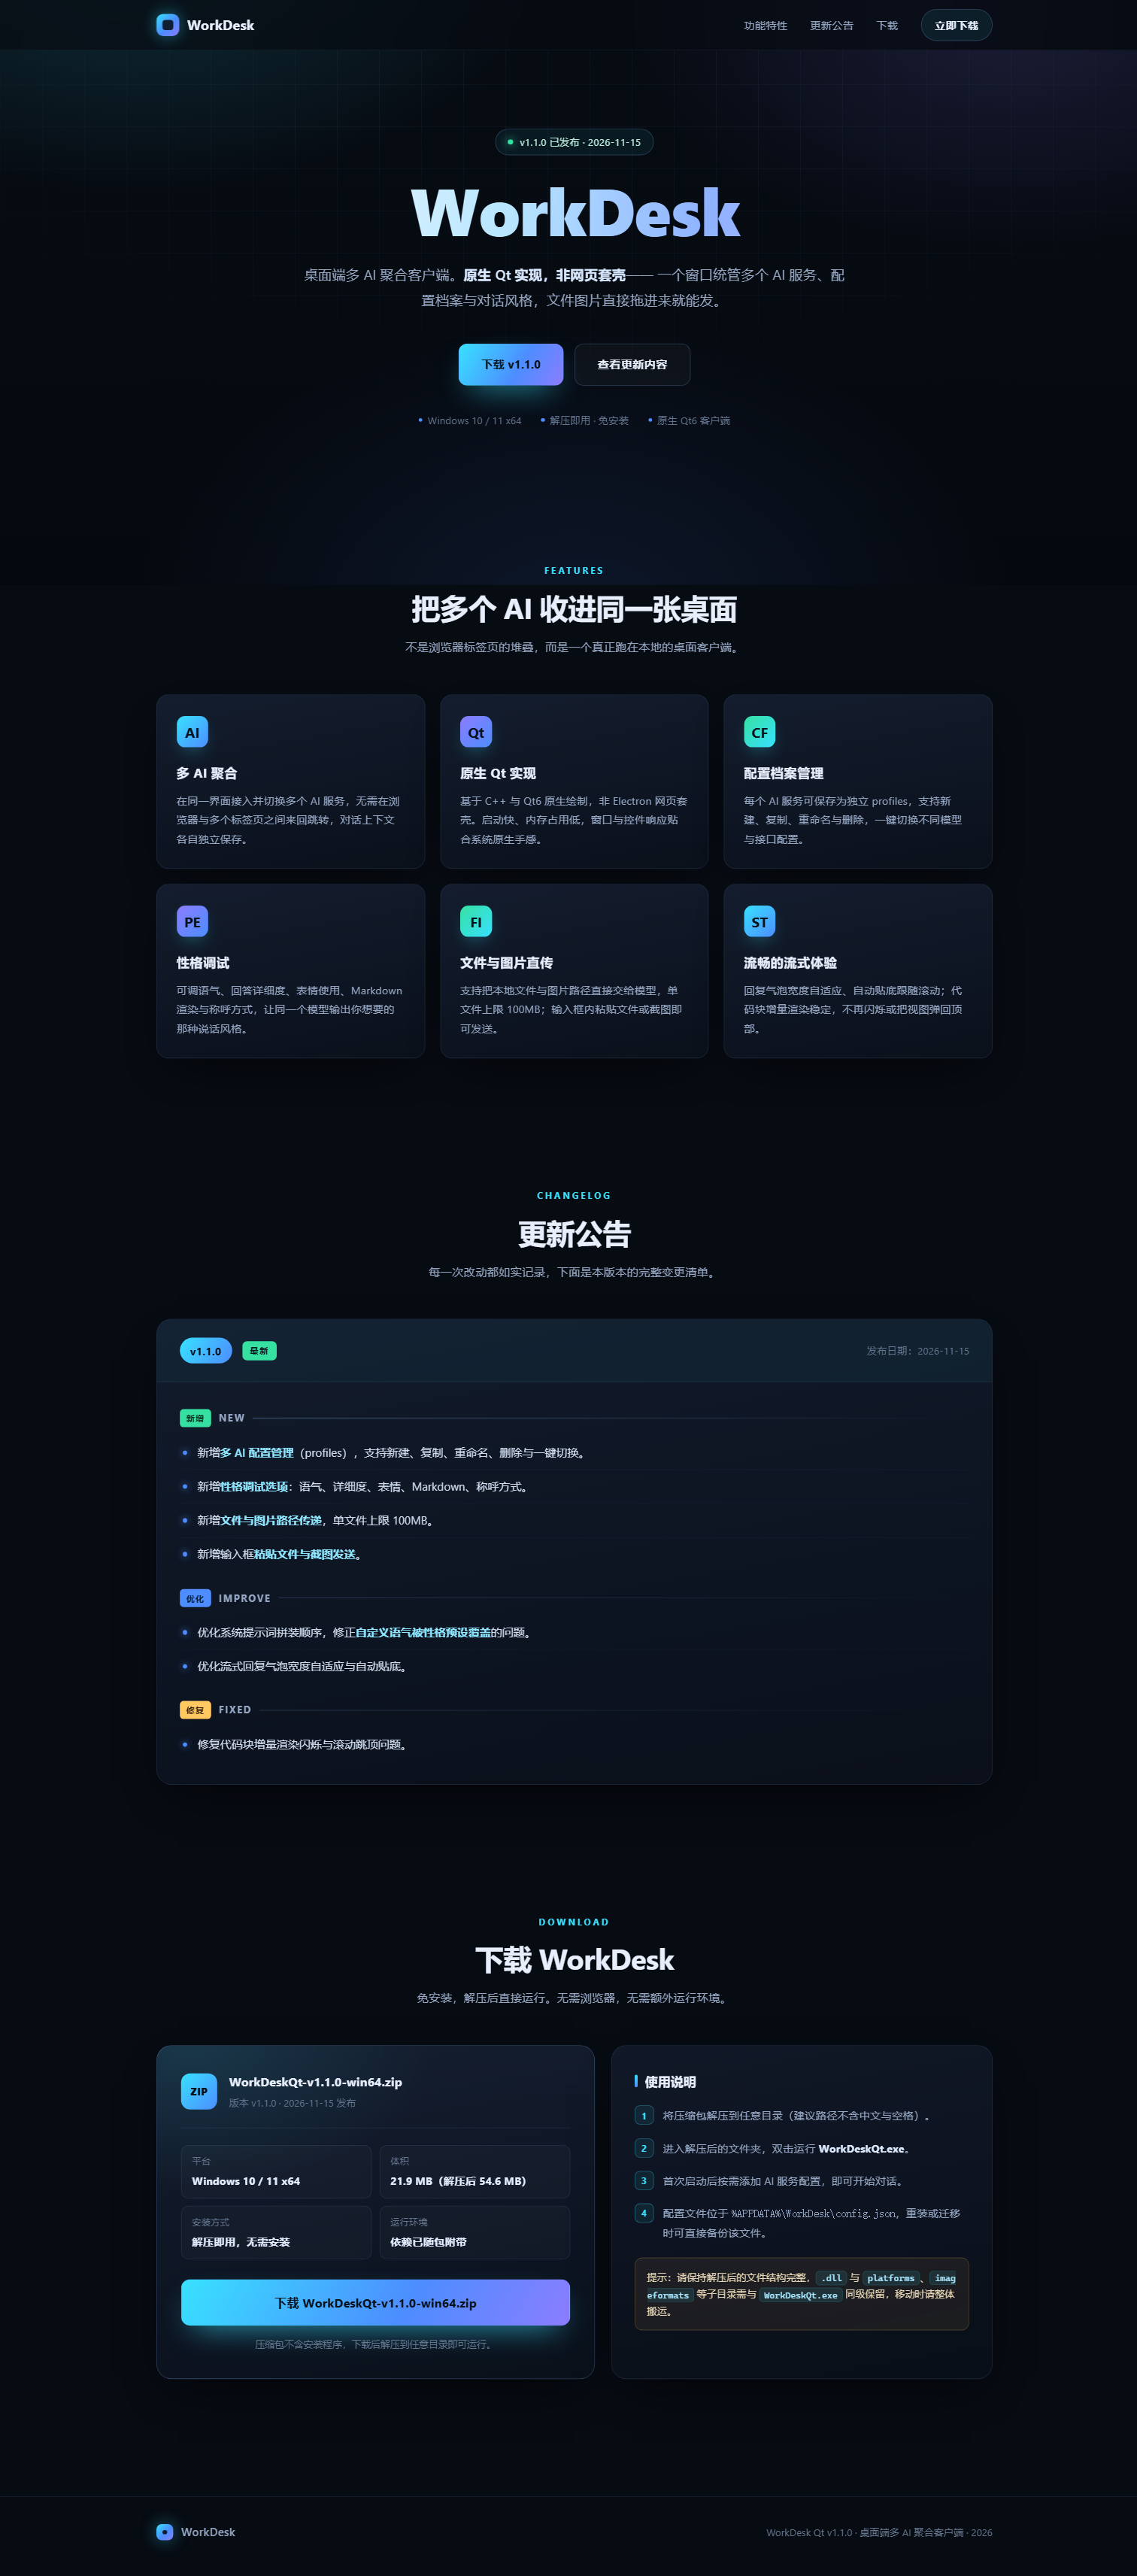 WorkDesk
功能特性
更新公告
下载
立即下载
v1.1.0 已发布 · 2026-11-15
WorkDesk
桌面端多 AI 聚合客户端。原生 Qt 实现，非网页套壳—— 一个窗口统管多个 AI 服务、配
置档案与对话风格，文件图片直接拖进来就能发。
下载 v1.1.0
查看更新内容
Windows 10 / 11 x64
解压即用 · 免安装
原生 Qt6 客户端
FEATURES
把多个 AI 收进同一张桌面
不是浏览器标签页的堆叠，而是一个真正跑在本地的桌面客户端。
AI
多 AI 聚合
在同一界面接入并切换多个 AI 服务，无需在浏
览器与多个标签页之间来回跳转，对话上下文
各自独立保存。
Qt
原生 Qt 实现
基于 C++ 与 Qt6 原生绘制，非 Electron 网页套
壳。启动快、内存占用低，窗口与控件响应贴
合系统原生手感。
CF
配置档案管理
每个 AI 服务可保存为独立 profiles，支持新
建、复制、重命名与删除，一键切换不同模型
与接口配置。
PE
性格调试
可调语气、回答详细度、表情使用、Markdown
渲染与称呼方式，让同一个模型输出你想要的
那种说话风格。
FI
文件与图片直传
支持把本地文件与图片路径直接交给模型，单
文件上限 100MB；输入框内粘贴文件或截图即
可发送。
ST
流畅的流式体验
回复气泡宽度自适应、自动贴底跟随滚动；代
码块增量渲染稳定，不再闪烁或把视图弹回顶
部。
CHANGELOG
更新公告
每一次改动都如实记录，下面是本版本的完整变更清单。
v1.1.0
最新
发布日期：2026-11-15
新增 NEW
新增多 AI 配置管理（profiles），支持新建、复制、重命名、删除与一键切换。
新增性格调试选项：语气、详细度、表情、Markdown、称呼方式。
新增文件与图片路径传递，单文件上限 100MB。
新增输入框粘贴文件与截图发送。
优化 IMPROVE
优化系统提示词拼装顺序，修正自定义语气被性格预设覆盖的问题。
优化流式回复气泡宽度自适应与自动贴底。
修复 FIXED
修复代码块增量渲染闪烁与滚动跳顶问题。
DOWNLOAD
下载 WorkDesk
免安装，解压后直接运行。无需浏览器，无需额外运行环境。
ZIP
WorkDeskQt-v1.1.0-win64.zip
版本 v1.1.0 · 2026-11-15 发布
平台
Windows 10 / 11 x64
体积
21.9 MB（解压后 54.6 MB）
安装方式
解压即用，无需安装
运行环境
依赖已随包附带
下载 WorkDeskQt-v1.1.0-win64.zip
压缩包不含安装程序，下载后解压到任意目录即可运行。
使用说明
1 将压缩包解压到任意目录（建议路径不含中文与空格）。
2 进入解压后的文件夹，双击运行 WorkDeskQt.exe。
3 首次启动后按需添加 AI 服务配置，即可开始对话。
4 配置文件位于 %APPDATA%\WorkDesk\config.json，重装或迁移
时可直接备份该文件。
提示：请保持解压后的文件结构完整，.dll 与 platforms、imag
eformats 等子目录需与 WorkDeskQt.exe 同级保留，移动时请整体
搬运。
WorkDesk
WorkDesk Qt v1.1.0 · 桌面端多 AI 聚合客户端 · 2026